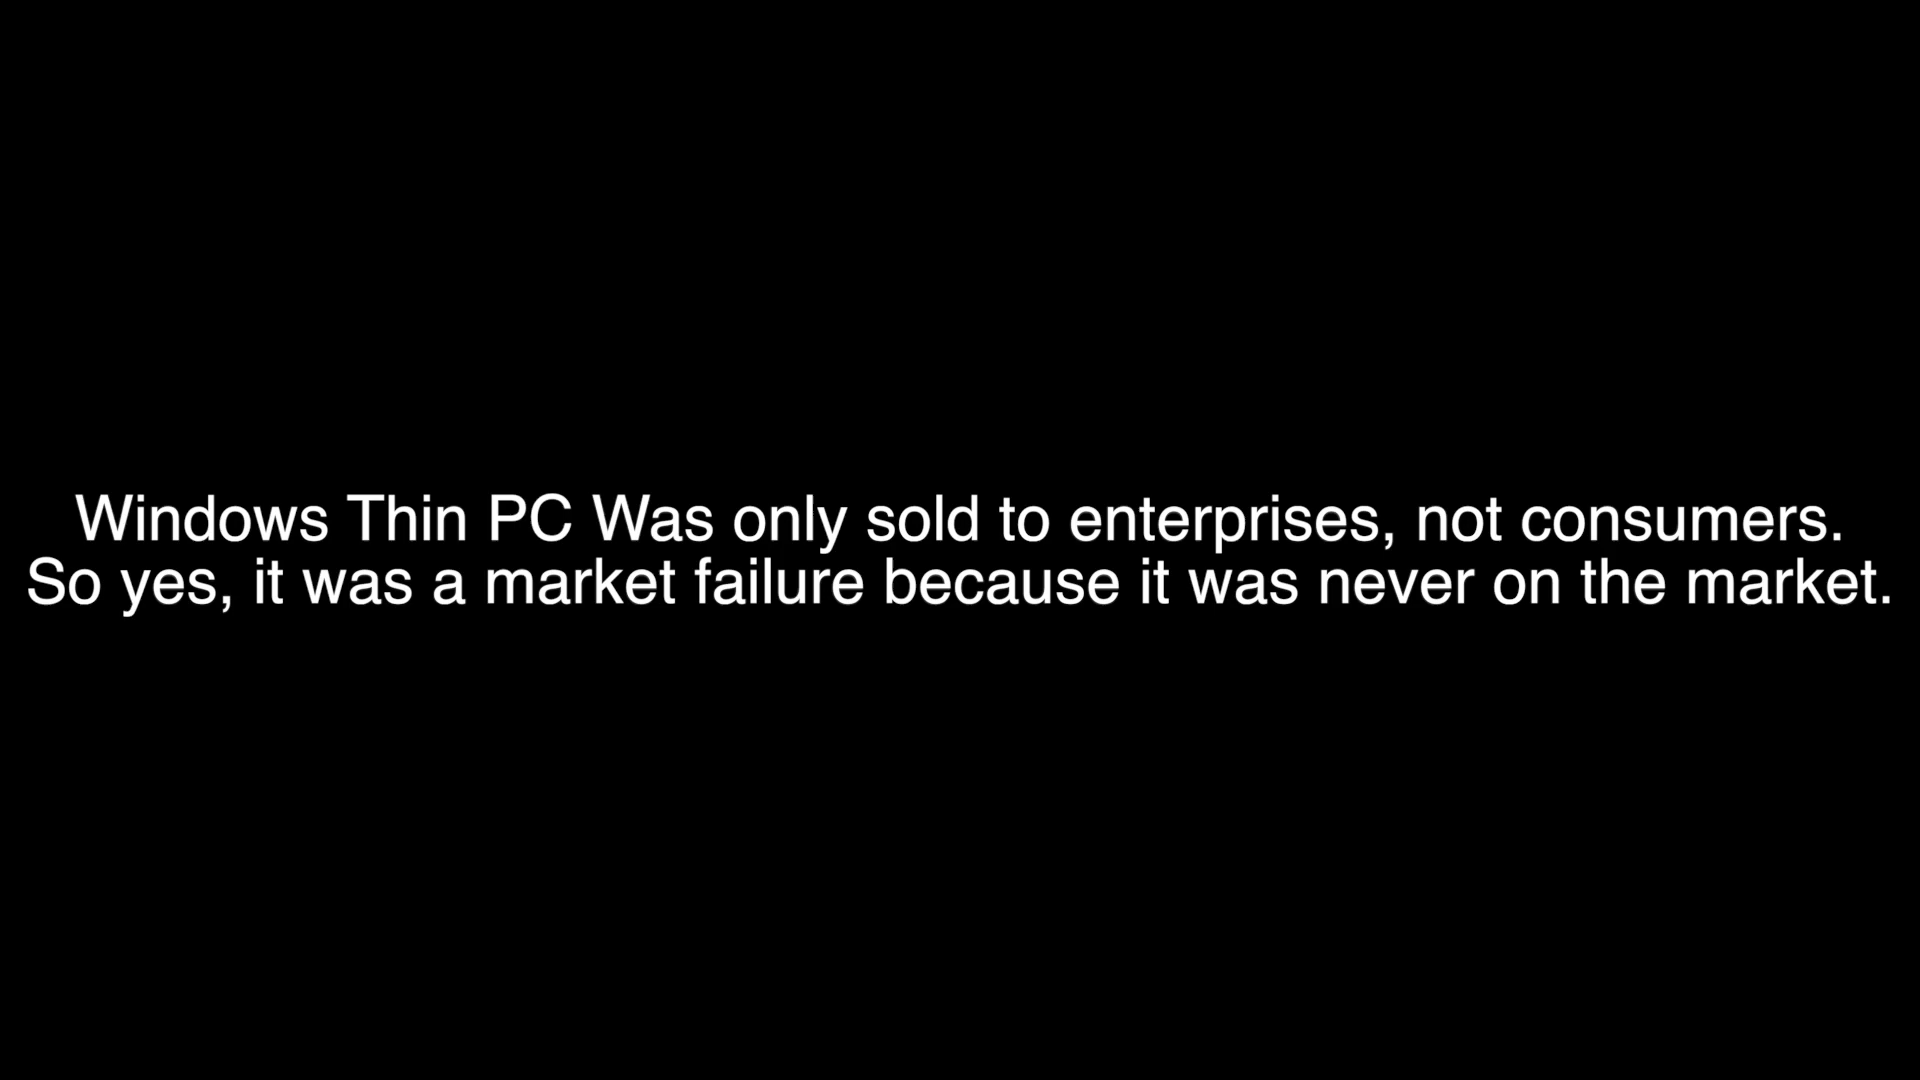 Windows Thin PC Was only sold to enterprises, not consumers.
So yes, it was a market failure because it was never on the market.